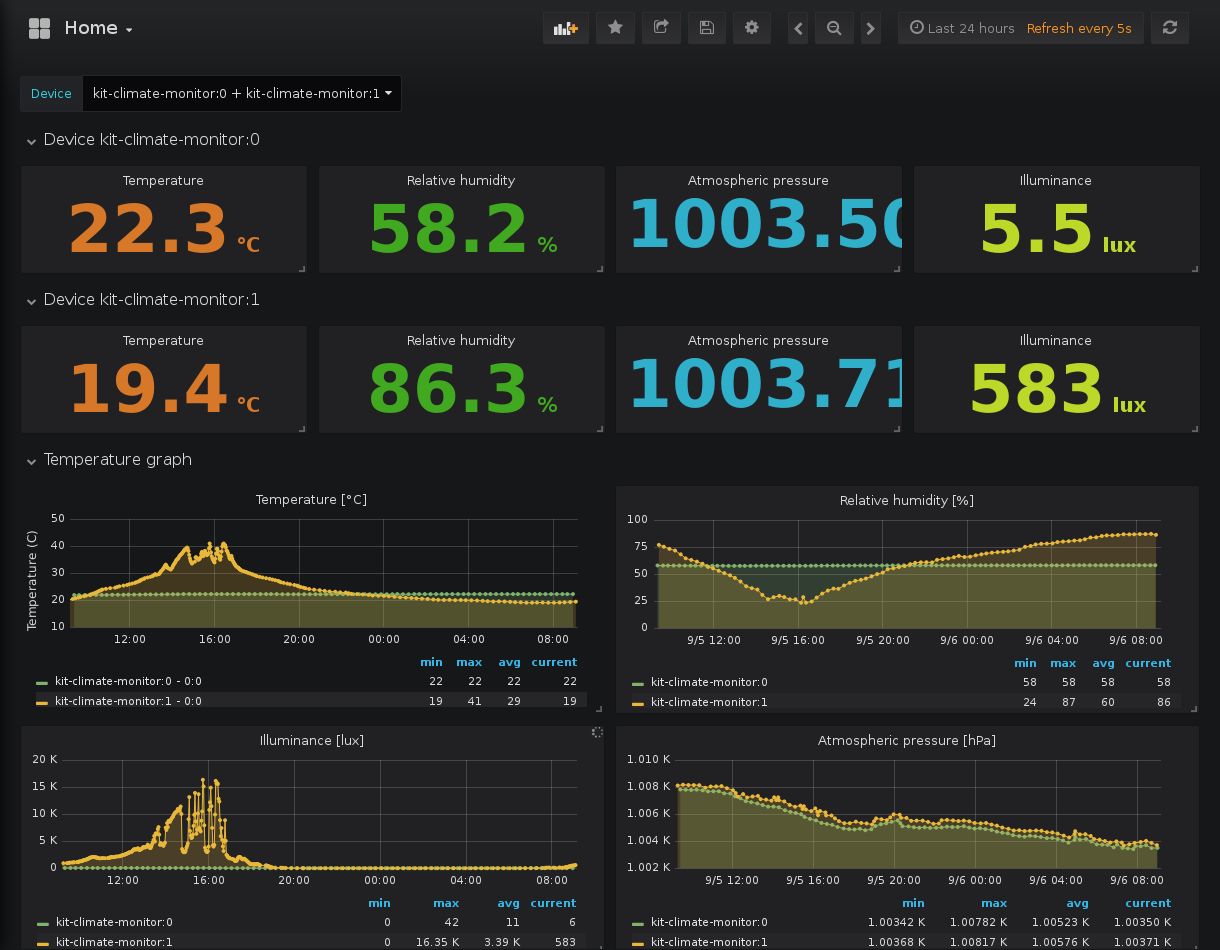 Home
Last 24 hours Refresh every 5s
Device kit-climate-monitor:0 + kit-climate-monitor:1
Device kit-climate-monitor:0
Temperature Relative humidity Atmospheric pressure Illuminance
22.3 °C 58.2 % 1003.50 5.5 lux
Device kit-climate-monitor:1
Temperature Relative humidity Atmospheric pressure Illuminance
19.4 °C 86.3 % 1003.71 583 lux
Temperature graph
Temperature [°C]
Temperature (C)
50
40
30
20
10
12:00 16:00 20:00 00:00 04:00 08:00
min max avg current
kit-climate-monitor:0 - 0:0 22 22 22 22
kit-climate-monitor:1 - 0:0 19 41 29 19
Relative humidity [%]
100
75
50
25
0
9/5 12:00 9/5 16:00 9/5 20:00 9/6 00:00 9/6 04:00 9/6 08:00
min max avg current
kit-climate-monitor:0 58 58 58 58
kit-climate-monitor:1 24 87 60 86
Illuminance [lux]
20 K
15 K
10 K
5 K
0
12:00 16:00 20:00 00:00 04:00 08:00
min max avg current
kit-climate-monitor:0 0 42 11 6
kit-climate-monitor:1 0 16.35 K 3.39 K 583
Atmospheric pressure [hPa]
1.010 K
1.008 K
1.006 K
1.004 K
1.002 K
9/5 12:00 9/5 16:00 9/5 20:00 9/6 00:00 9/6 04:00 9/6 08:00
min max avg current
kit-climate-monitor:0 1.00342 K 1.00782 K 1.00523 K 1.00350 K
kit-climate-monitor:1 1.00368 K 1.00817 K 1.00576 K 1.00371 K